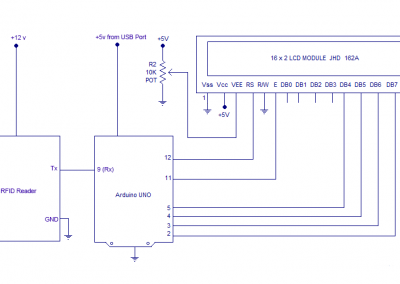 +12 v
+5v from USB Port
+5V
R2
10K
POT
16 x 2 LCD MODULE JHD 162A
Vss Vcc VEE RS R/W E DB0 DB1 DB2 DB3 DB4 DB5 DB6 DB7
1
+5V
Tx
9 (Rx)
12
11
RFID Reader
Arduino UNO
GND
5
4
3
2